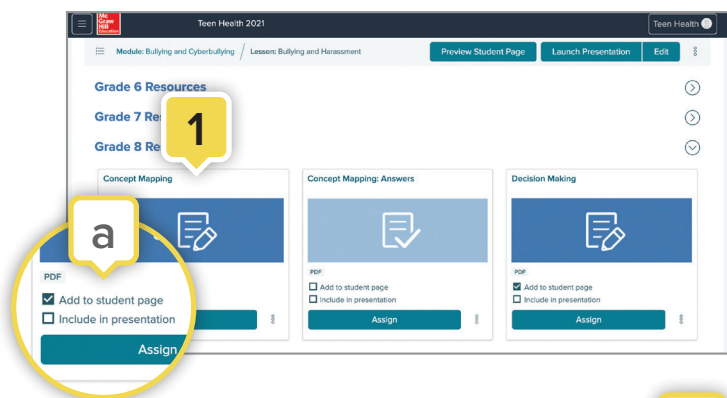 Mc
Graw
Hill
Education
Teen Health 2021
Teen Health
Module: Bullying and Cyberbullying / Lesson: Bullying and Harassment
Preview Student Page
Launch Presentation
Edit
Grade 6 Resources
Grade 7 Re
Grade 8 Re
1
Concept Mapping
Concept Mapping: Answers
Decision Making
a
PDF
Add to student page
Include in presentation
Assign
PDF
Add to student page
Include in presentation
Assign
PDF
Add to student page
Include in presentation
Assign